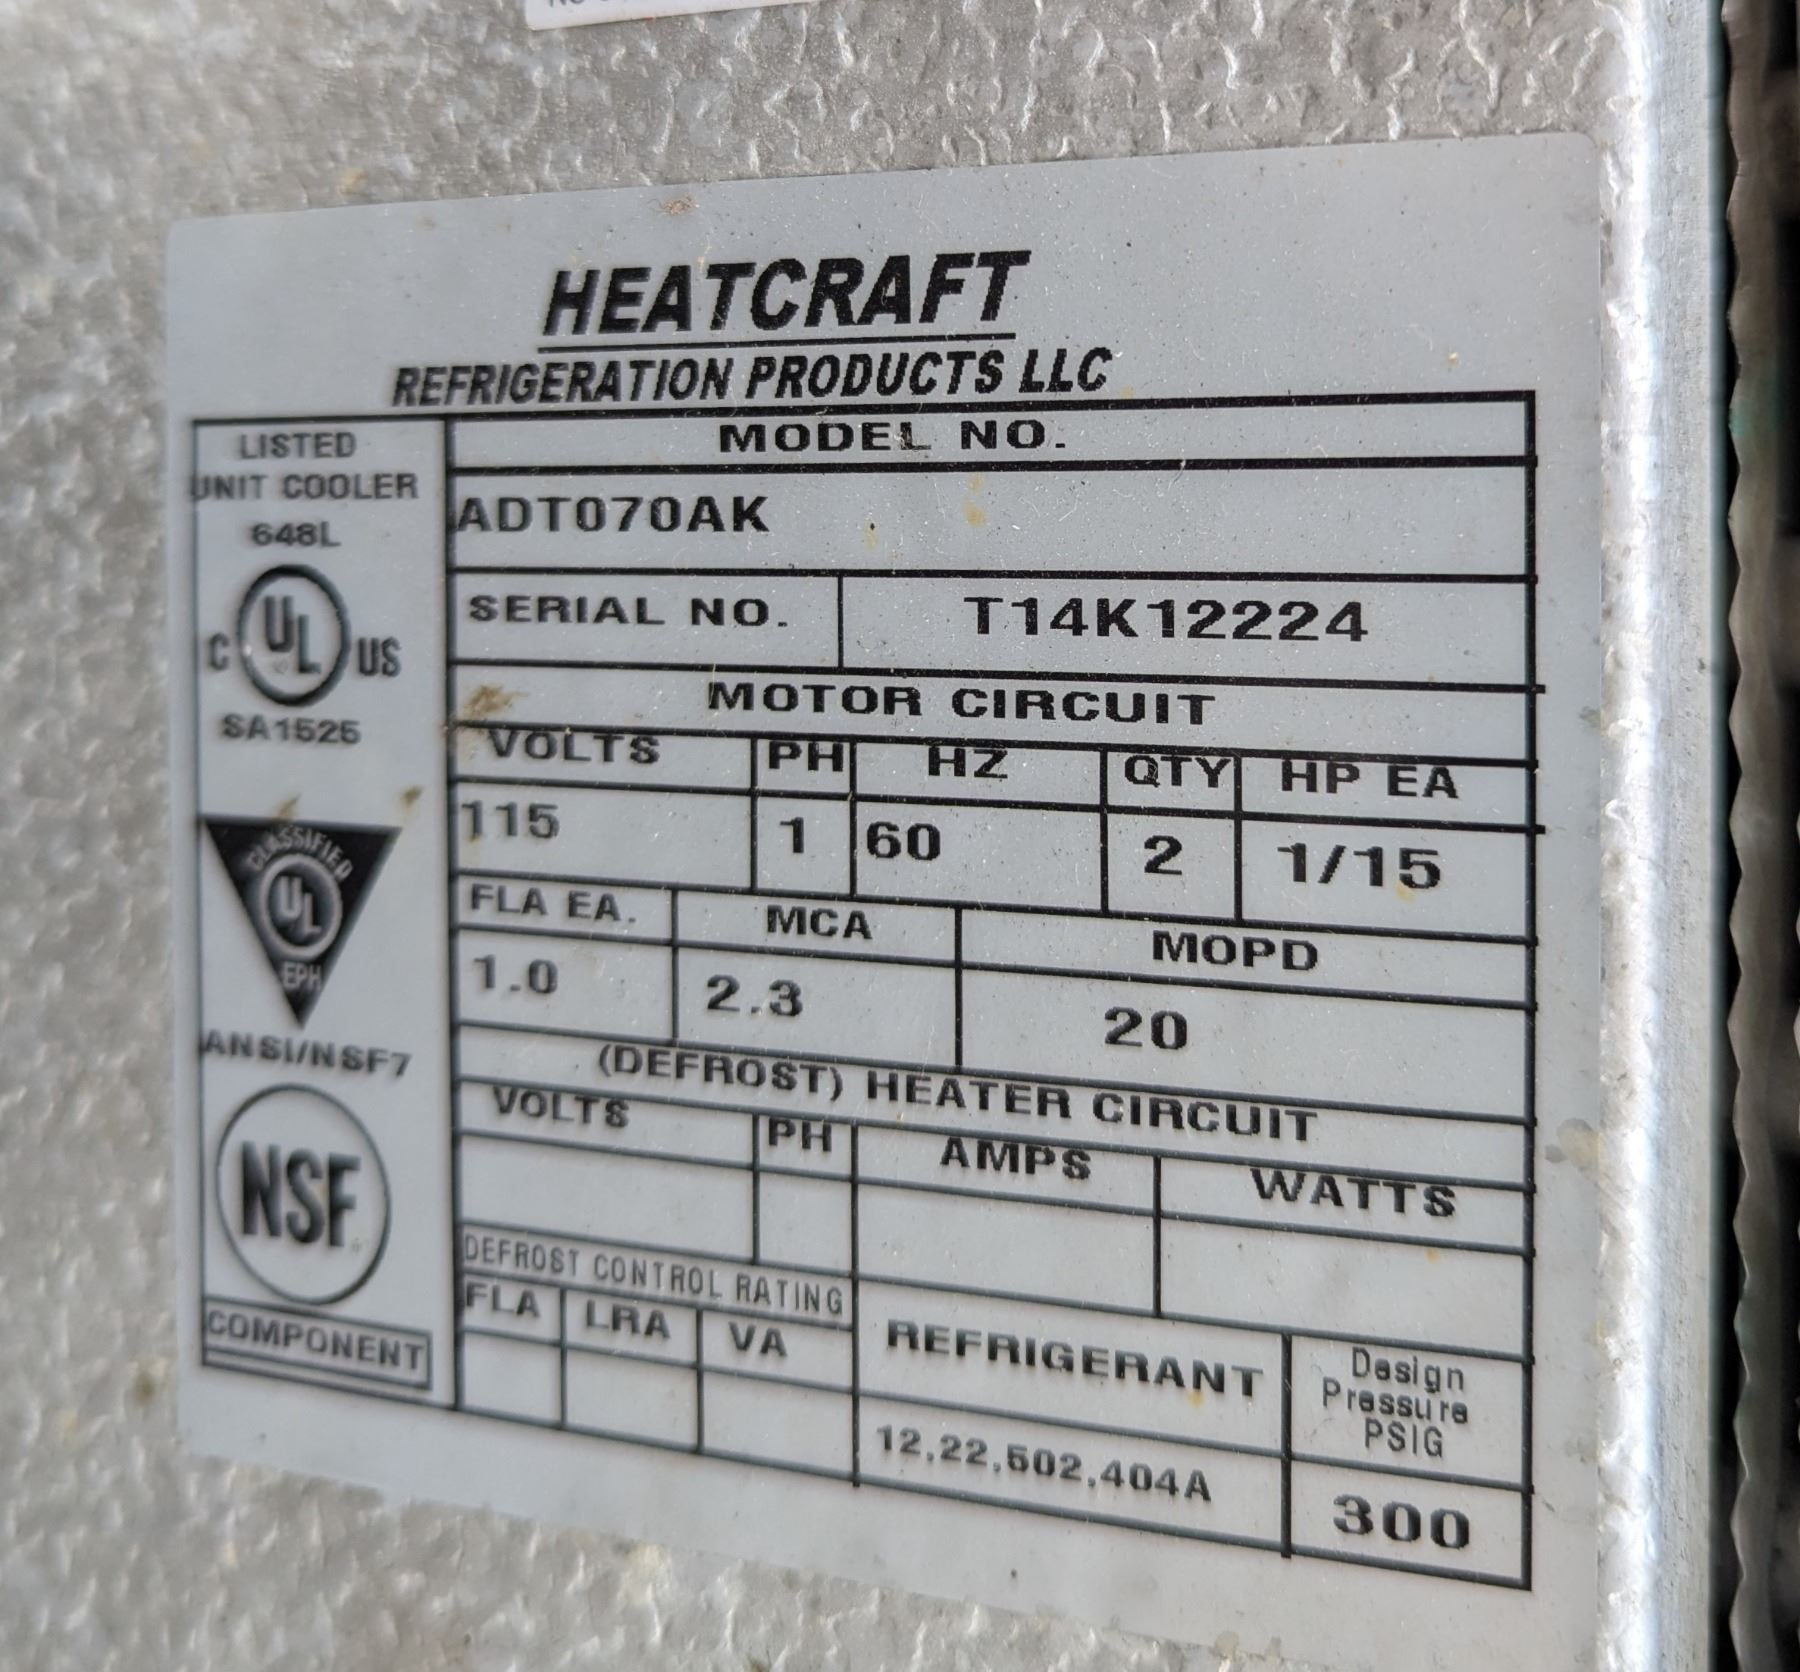 HEATCRAFT
REFRIGERATION PRODUCTS LLC
LISTED
UNIT COOLER
648L
C UL US
SA1525
CLASSIFIED
UL
EPH
ANSI/NSF7
NSF
COMPONENT
MODEL NO.
ADT070AK
SERIAL NO. T14K12224
MOTOR CIRCUIT
VOLTS PH HZ QTY HP EA
115 1 60 2 1/15
FLA EA. MCA MOPD
1.0 2.3 20
(DEFROST) HEATER CIRCUIT
VOLTS PH AMPS WATTS
DEFROST CONTROL RATING
FLA LRA VA
REFRIGERANT
12,22,502,404A
Design
Pressure
PSIG
300